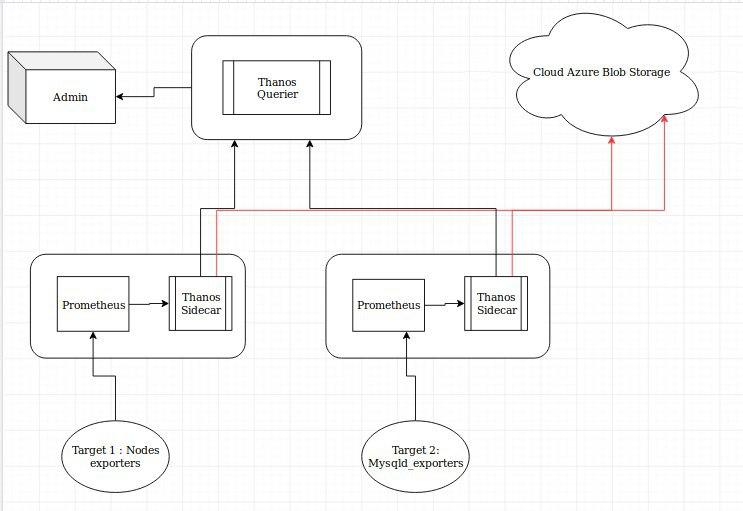 Thanos
Querier
Cloud Azure Blob Storage
Admin
Prometheus
Thanos
Sidecar
Prometheus
Thanos
Sidecar
Target 1 : Nodes
exporters
Target 2:
Mysqld_exporters